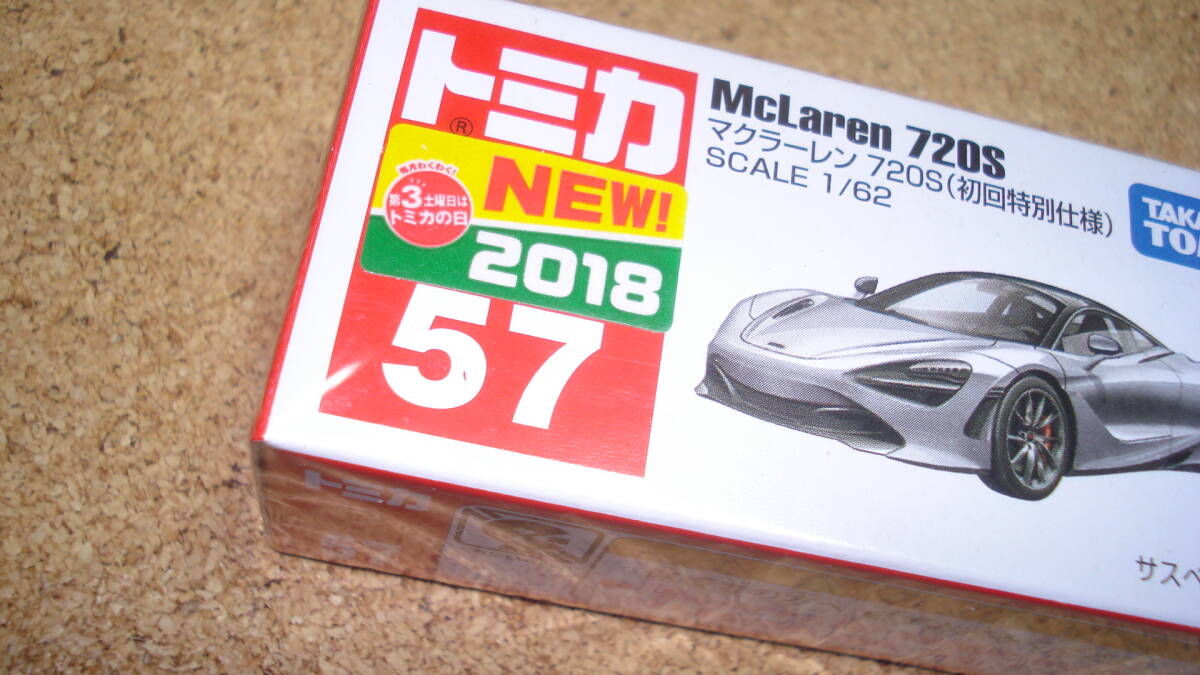 トミカ
®
毎月わくわく!
第3土曜日は
トミカの日
NEW!
2018
57
McLaren 720S
マクラーレン 720S(初回特別仕様)
SCALE 1/62
TAKA
TO
サスペ
トミカ
57